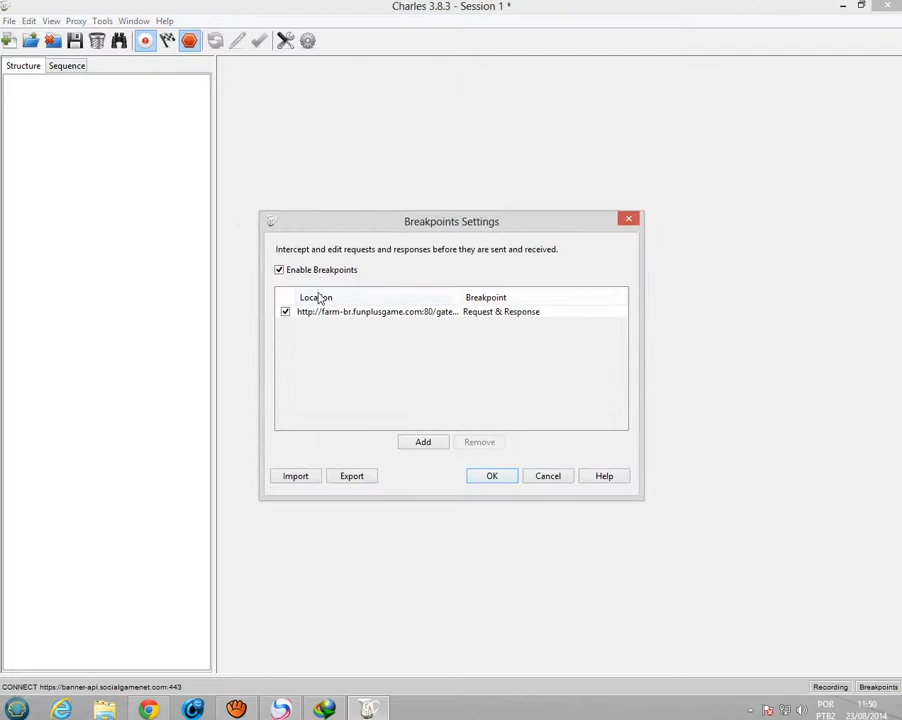 Charles 3.8.3 - Session 1 *
File Edit View Proxy Tools Window Help
Structure Sequence
Breakpoints Settings
Intercept and edit requests and responses before they are sent and received.
Enable Breakpoints
Location Breakpoint
http://farm-br.funplusgame.com:80/gate... Request & Response
Add Remove
Import Export OK Cancel Help
CONNECT https://banner-api.socialgamenet.com:443 Recording Breakpoints
POR 11:50
PTB2 23/08/2014